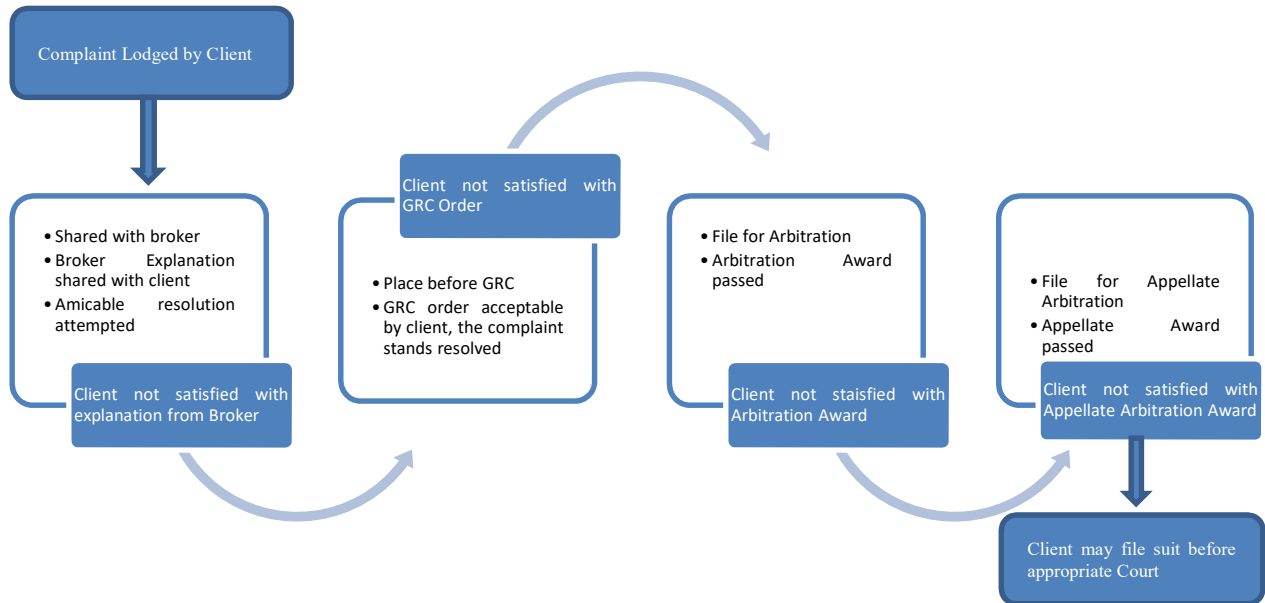 Complaint Lodged by Client
• Shared with broker
• Broker Explanation
shared with client
• Amicable resolution
attempted
Client not satisfied with
explanation from Broker
Client not satisfied with
GRC Order
• Place before GRC
• GRC order acceptable
by client, the complaint
stands resolved
• File for Arbitration
• Arbitration Award
passed
Client not staisfied with
Arbitration Award
• File for Appellate
Arbitration
• Appellate Award
passed
Client not satisfied with
Appellate Arbitration Award
Client may file suit before
appropriate Court